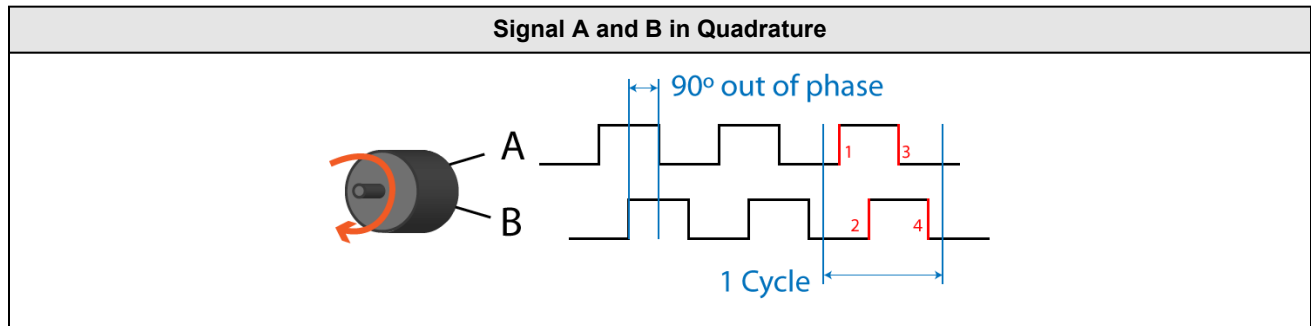 Signal A and B in Quadrature
90º out of phase
A
1
3
B
2
4
1 Cycle